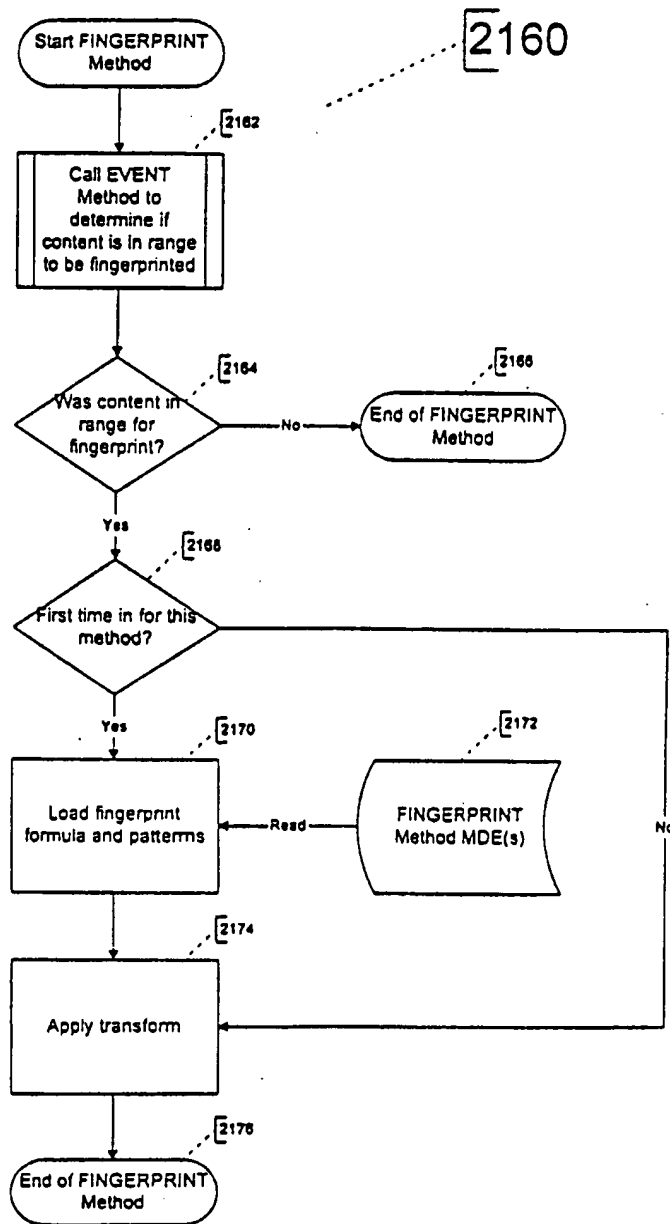 Start FINGERPRINT
Method
2160
2162
Call EVENT
Method to
determine if
content is in range
to be fingerprinted
2164
Was content in
range for
fingerprint?
No
2166
End of FINGERPRINT
Method
Yes
2168
First time in for this
method?
Yes
No
2170
Load fingerprint
formula and patterms
Read
2172
FINGERPRINT
Method MDE(s)
2174
Apply transform
2176
End of FINGERPRINT
Method